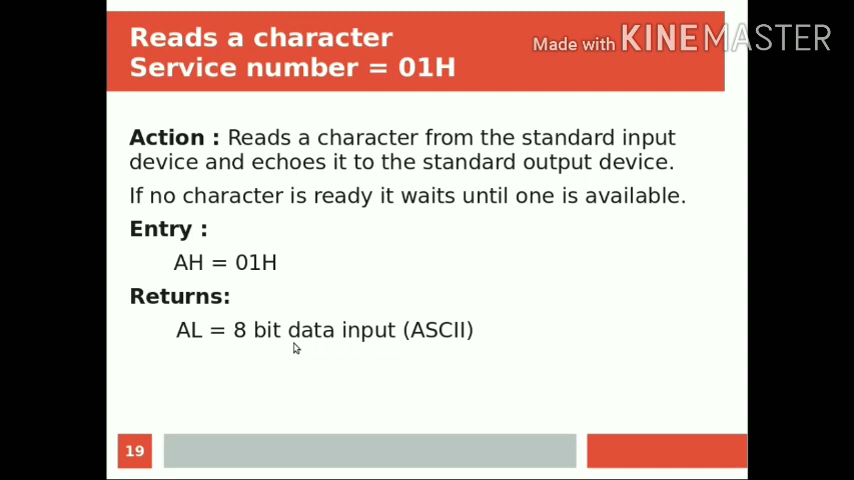 Reads a character
Service number = 01H
Made with KINEMASTER
Action : Reads a character from the standard input
device and echoes it to the standard output device.
If no character is ready it waits until one is available.
Entry :
AH = 01H
Returns:
AL = 8 bit data input (ASCII)
19